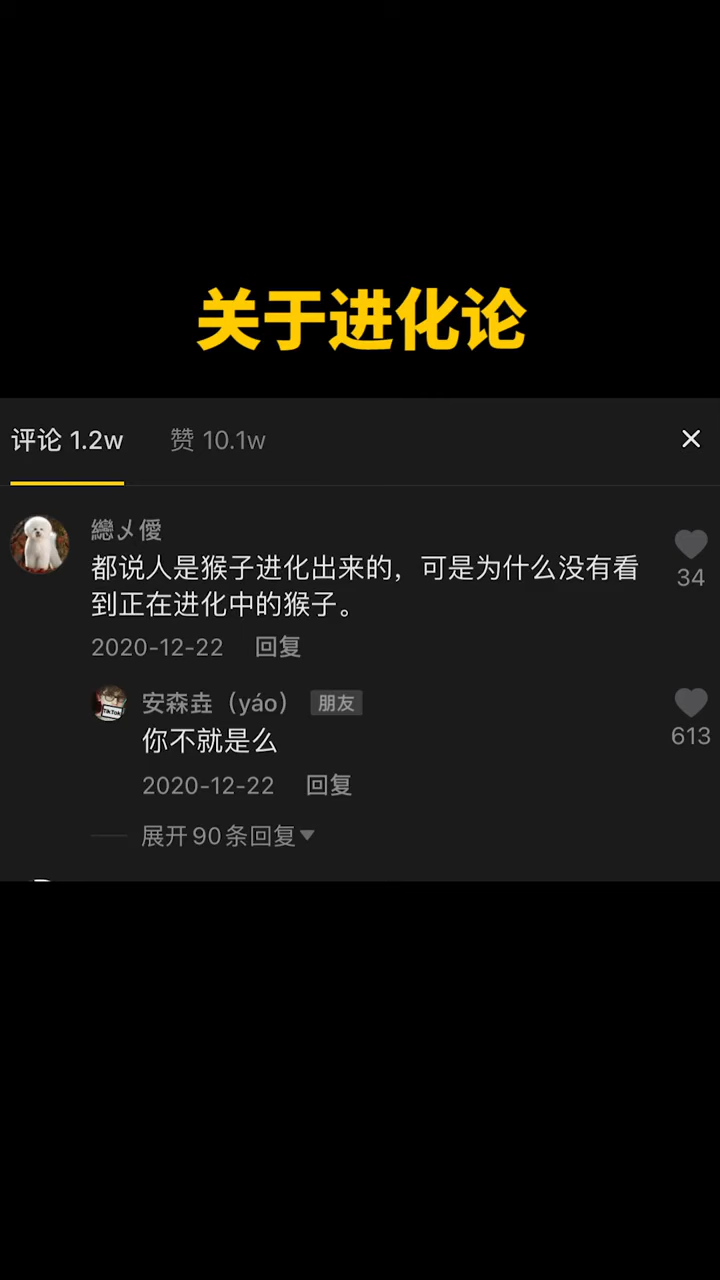 关于进化论
评论 1.2w
赞 10.1w
戀メ僾
都说人是猴子进化出来的，可是为什么没有看
到正在进化中的猴子。
2020-12-22 回复
34
安森垚（yáo） 朋友
你不就是么
2020-12-22 回复
613
展开90条回复